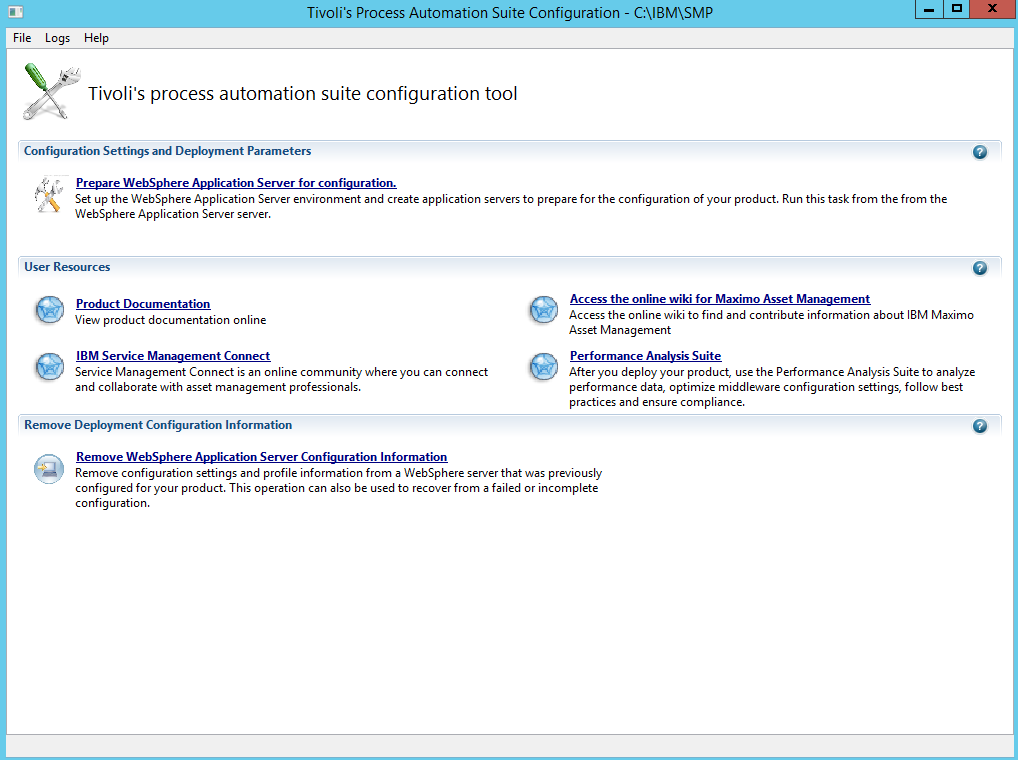 Tivoli's Process Automation Suite Configuration - C:\IBM\SMP
File Logs Help
Tivoli's process automation suite configuration tool
Configuration Settings and Deployment Parameters
?
Prepare WebSphere Application Server for configuration.
Set up the WebSphere Application Server environment and create application servers to prepare for the configuration of your product. Run this task from the from the
WebSphere Application Server server.
User Resources
?
Product Documentation
View product documentation online
Access the online wiki for Maximo Asset Management
Access the online wiki to find and contribute information about IBM Maximo
Asset Management
IBM Service Management Connect
Service Management Connect is an online community where you can connect
and collaborate with asset management professionals.
Performance Analysis Suite
After you deploy your product, use the Performance Analysis Suite to analyze
performance data, optimize middleware configuration settings, follow best
practices and ensure compliance.
Remove Deployment Configuration Information
?
Remove WebSphere Application Server Configuration Information
Remove configuration settings and profile information from a WebSphere server that was previously
configured for your product. This operation can also be used to recover from a failed or incomplete
configuration.